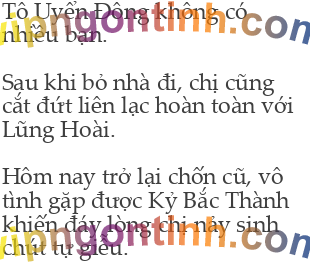 Tô Uyển Đông không có
nhiều bạn.
Sau khi bỏ nhà đi, chị cũng
cắt đứt liên lạc hoàn toàn với
Lũng Hoài.
Hôm nay trở lại chốn cũ, vô
tình gặp được Kỷ Bắc Thành
khiến đáy lòng chị nảy sinh
chút tự giễu.